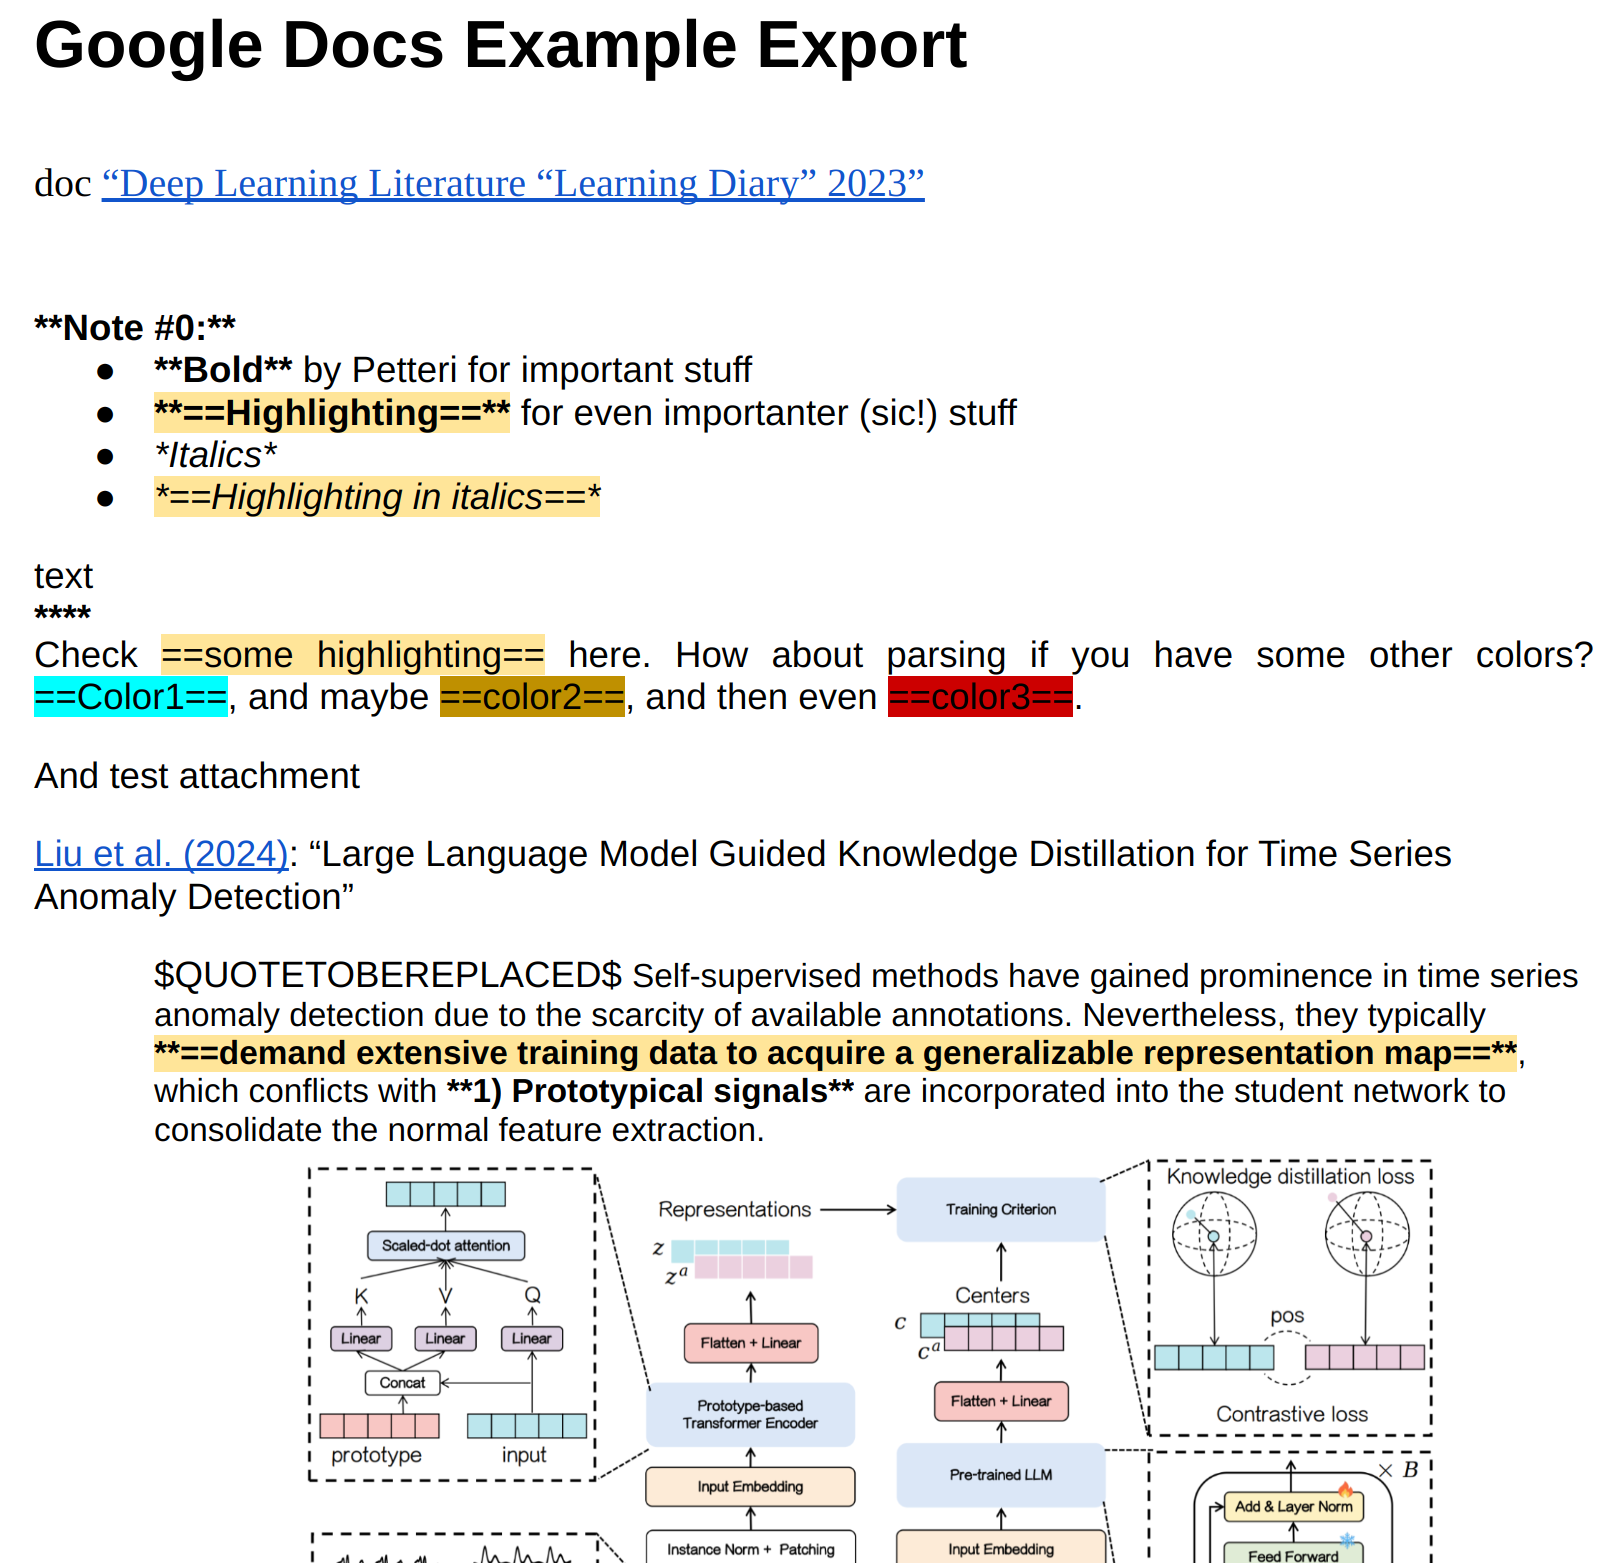 Google Docs Example Export
doc “Deep Learning Literature “Learning Diary” 2023”
**Note #0:**
● **Bold** by Petteri for important stuff
● **==Highlighting==** for even importanter (sic!) stuff
● *Italics*
● *==Highlighting in italics==*
text
****
Check ==some highlighting== here. How about parsing if you have some other colors?
==Color1==, and maybe ==color2==, and then even ==color3==.
And test attachment
Liu et al. (2024): “Large Language Model Guided Knowledge Distillation for Time Series
Anomaly Detection”
$QUOTETOBEREPLACED$ Self-supervised methods have gained prominence in time series
anomaly detection due to the scarcity of available annotations. Nevertheless, they typically
**==demand extensive training data to acquire a generalizable representation map==**,
which conflicts with **1) Prototypical signals** are incorporated into the student network to
consolidate the normal feature extraction.
Scaled-dot attention
K V Q
Linear Linear Linear
Concat
prototype input
Representations
z
z^a
Flatten + Linear
Prototype-based
Transformer Encoder
Input Embedding
Instance Norm + Patching
Training Criterion
Centers
c
c^a
Flatten + Linear
Pre-trained LLM
Input Embedding
Knowledge distillation loss
pos
Contrastive loss
× B
Add & Layer Norm
Feed Forward